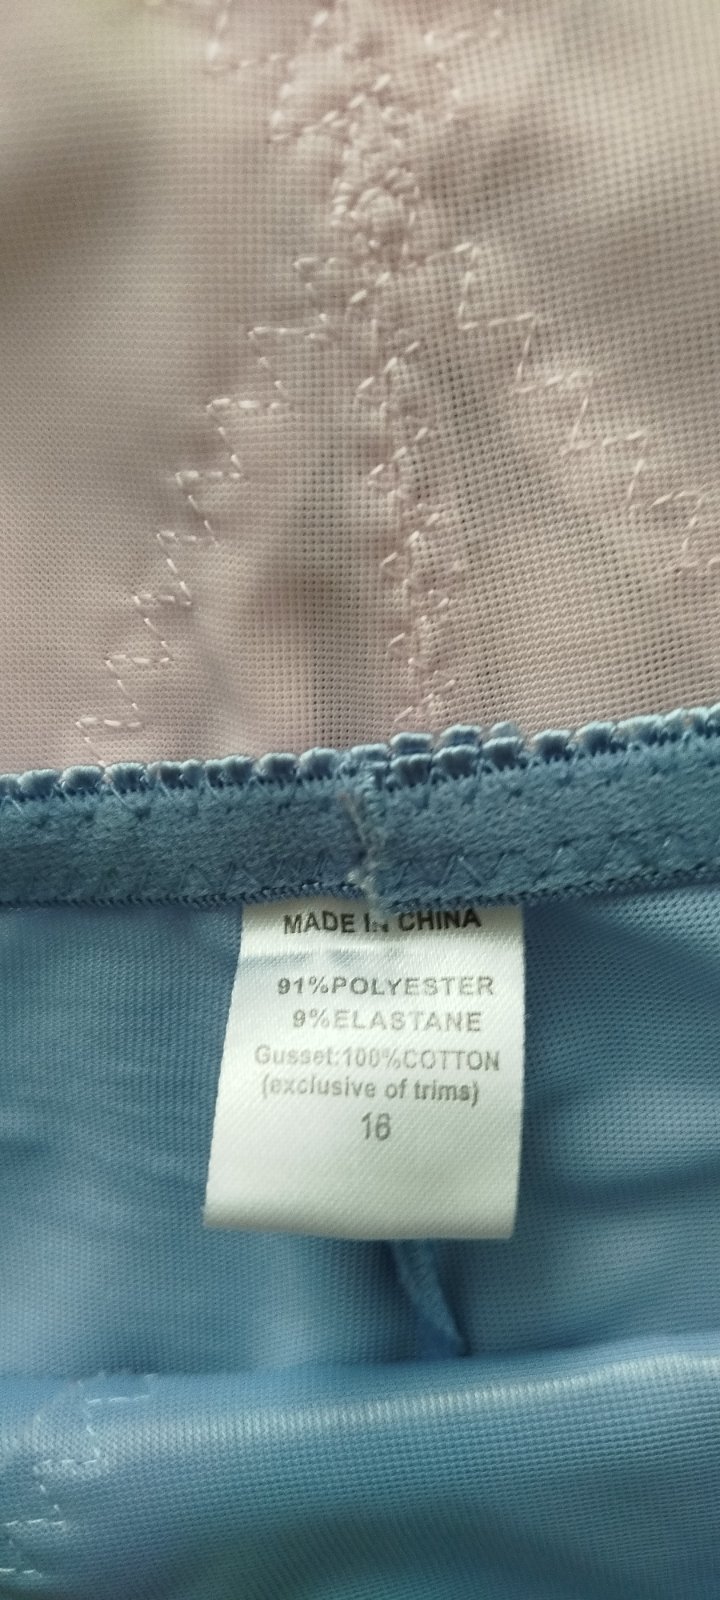 MADE IN CHINA
91%POLYESTER
9%ELASTANE
Gusset:100%COTTON
(exclusive of trims)
16